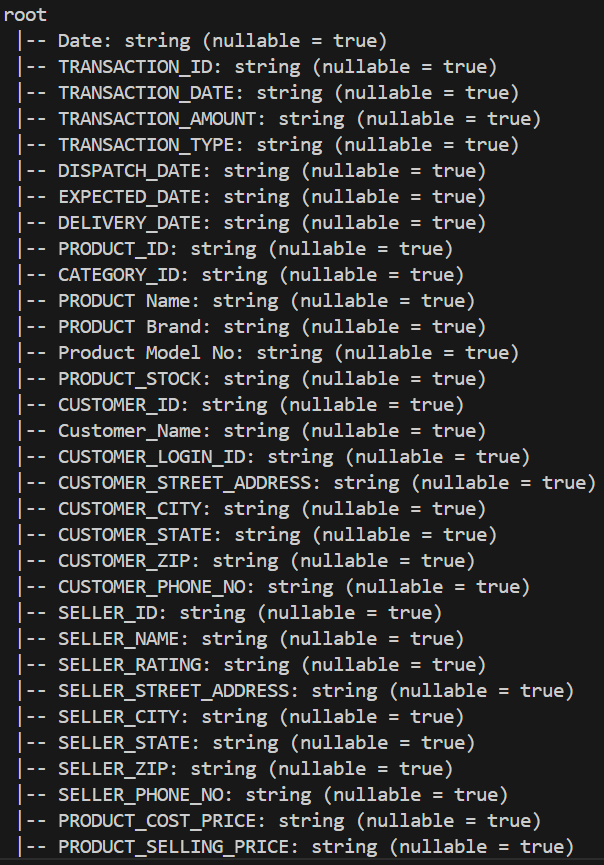 root
 |-- Date: string (nullable = true)
 |-- TRANSACTION_ID: string (nullable = true)
 |-- TRANSACTION_DATE: string (nullable = true)
 |-- TRANSACTION_AMOUNT: string (nullable = true)
 |-- TRANSACTION_TYPE: string (nullable = true)
 |-- DISPATCH_DATE: string (nullable = true)
 |-- EXPECTED_DATE: string (nullable = true)
 |-- DELIVERY_DATE: string (nullable = true)
 |-- PRODUCT_ID: string (nullable = true)
 |-- CATEGORY_ID: string (nullable = true)
 |-- PRODUCT Name: string (nullable = true)
 |-- PRODUCT Brand: string (nullable = true)
 |-- Product Model No: string (nullable = true)
 |-- PRODUCT_STOCK: string (nullable = true)
 |-- CUSTOMER_ID: string (nullable = true)
 |-- Customer_Name: string (nullable = true)
 |-- CUSTOMER_LOGIN_ID: string (nullable = true)
 |-- CUSTOMER_STREET_ADDRESS: string (nullable = true)
 |-- CUSTOMER_CITY: string (nullable = true)
 |-- CUSTOMER_STATE: string (nullable = true)
 |-- CUSTOMER_ZIP: string (nullable = true)
 |-- CUSTOMER_PHONE_NO: string (nullable = true)
 |-- SELLER_ID: string (nullable = true)
 |-- SELLER_NAME: string (nullable = true)
 |-- SELLER_RATING: string (nullable = true)
 |-- SELLER_STREET_ADDRESS: string (nullable = true)
 |-- SELLER_CITY: string (nullable = true)
 |-- SELLER_STATE: string (nullable = true)
 |-- SELLER_ZIP: string (nullable = true)
 |-- SELLER_PHONE_NO: string (nullable = true)
 |-- PRODUCT_COST_PRICE: string (nullable = true)
 |-- PRODUCT_SELLING_PRICE: string (nullable = true)